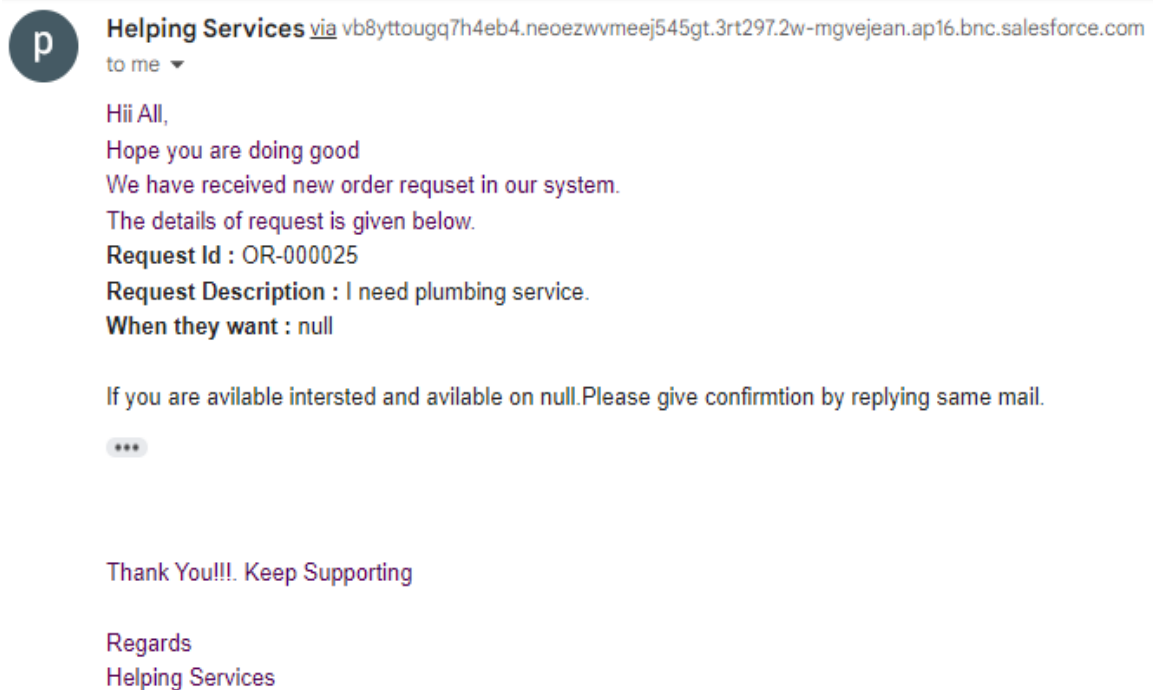 p
Helping Services via vb8yttougq7h4eb4.neoezwvmeej545gt.3rt297.2w-mgvejean.ap16.bnc.salesforce.com
to me
Hii All,
Hope you are doing good
We have received new order requset in our system.
The details of request is given below.
Request Id : OR-000025
Request Description : I need plumbing service.
When they want : null
If you are avilable intersted and avilable on null.Please give confirmtion by replying same mail.
Thank You!!!. Keep Supporting
Regards
Helping Services